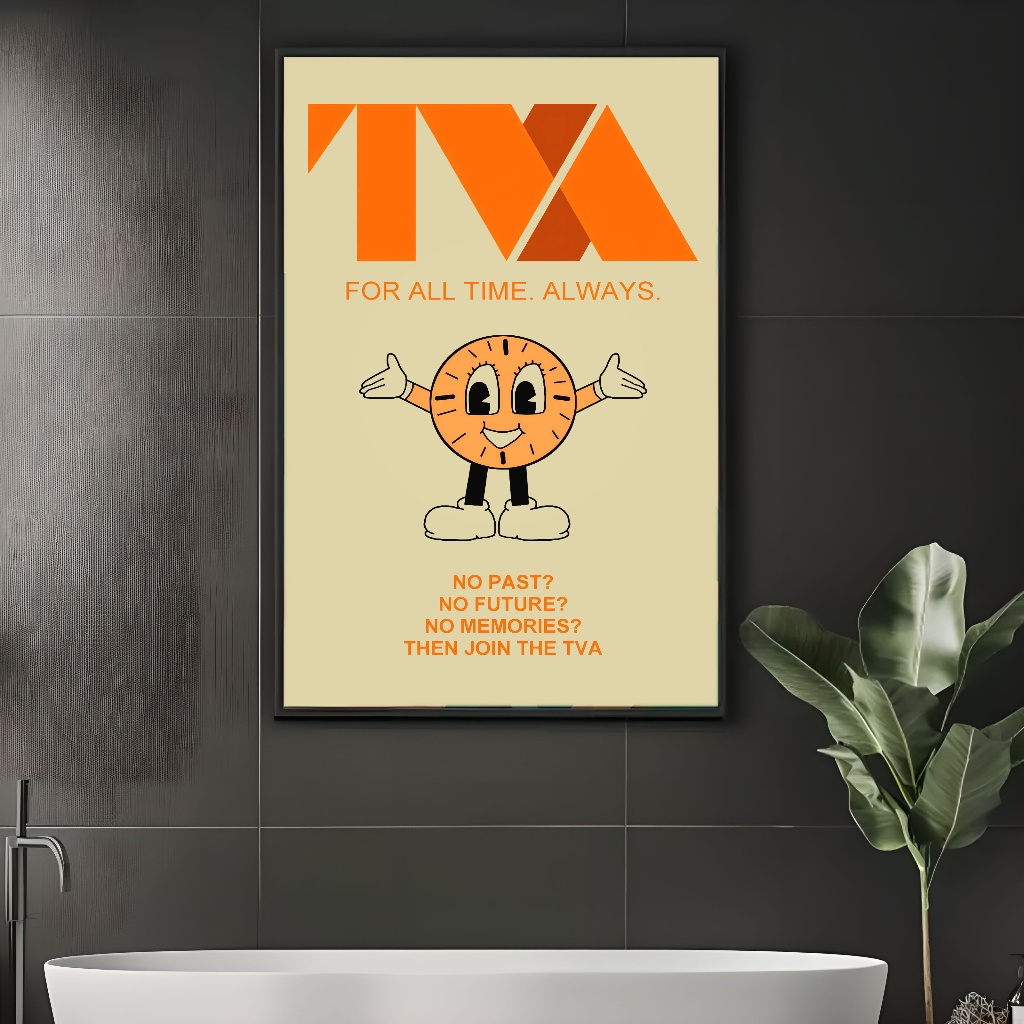 TVA
FOR ALL TIME. ALWAYS.
NO PAST?
NO FUTURE?
NO MEMORIES?
THEN JOIN THE TVA